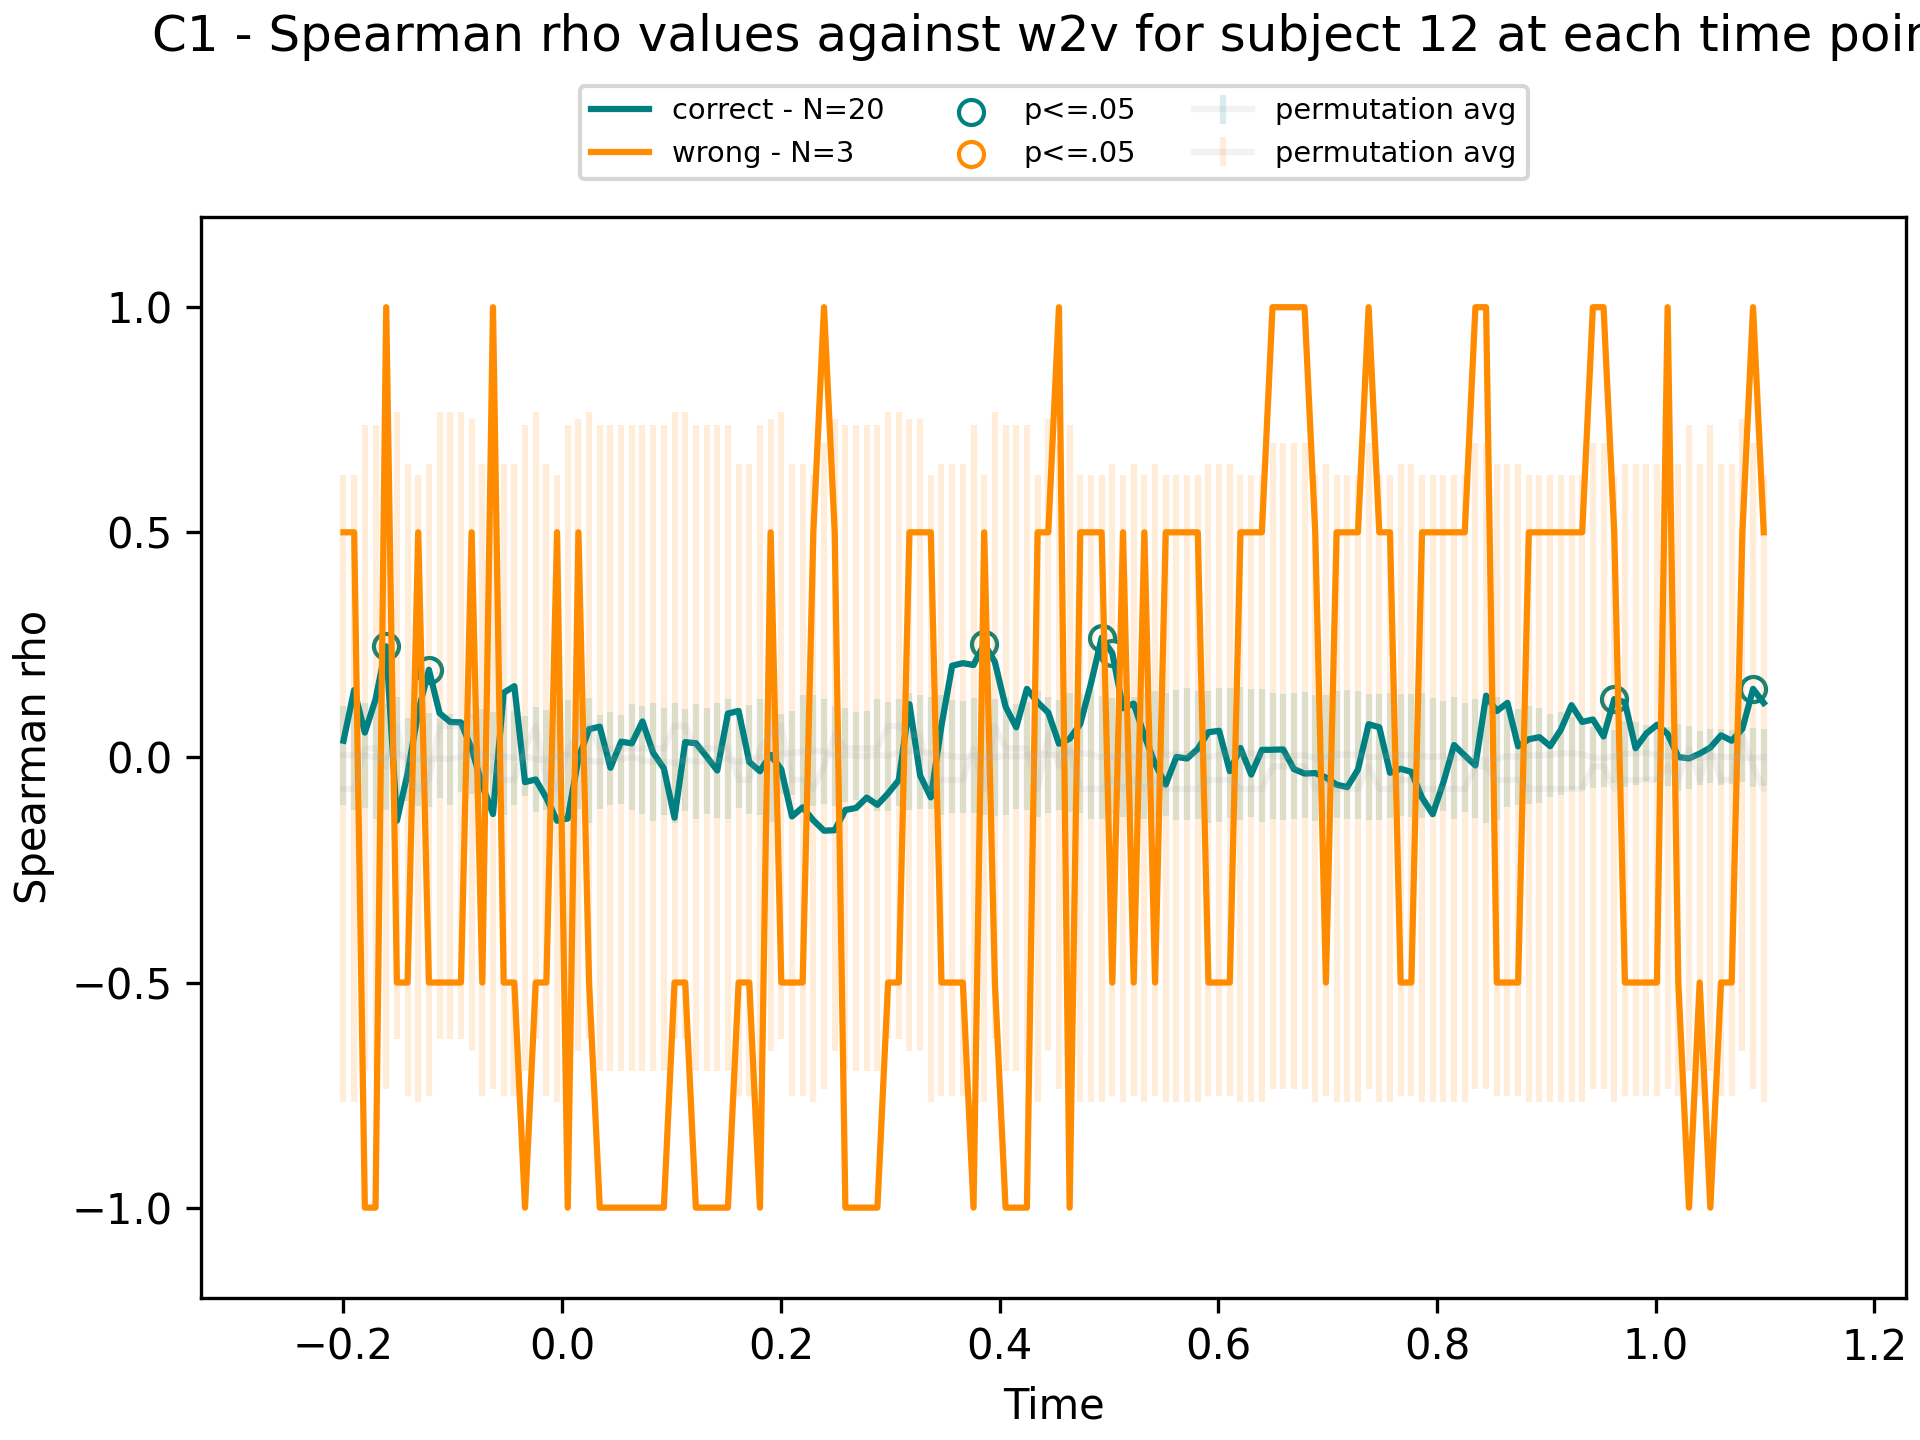 C1 - Spearman rho values against w2v for subject 12 at each time poin
correct - N=20
wrong - N=3
p<=.05
p<=.05
permutation avg
permutation avg
Spearman rho
1.0
0.5
0.0
−0.5
−1.0
−0.2 0.0 0.2 0.4 0.6 0.8 1.0 1.2
Time